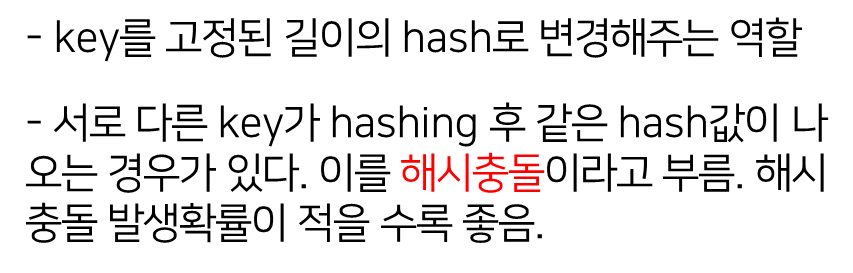 - key를 고정된 길이의 hash로 변경해주는 역할
- 서로 다른 key가 hashing 후 같은 hash값이 나
오는 경우가 있다. 이를 해시충돌이라고 부름. 해시
충돌 발생확률이 적을 수록 좋음.